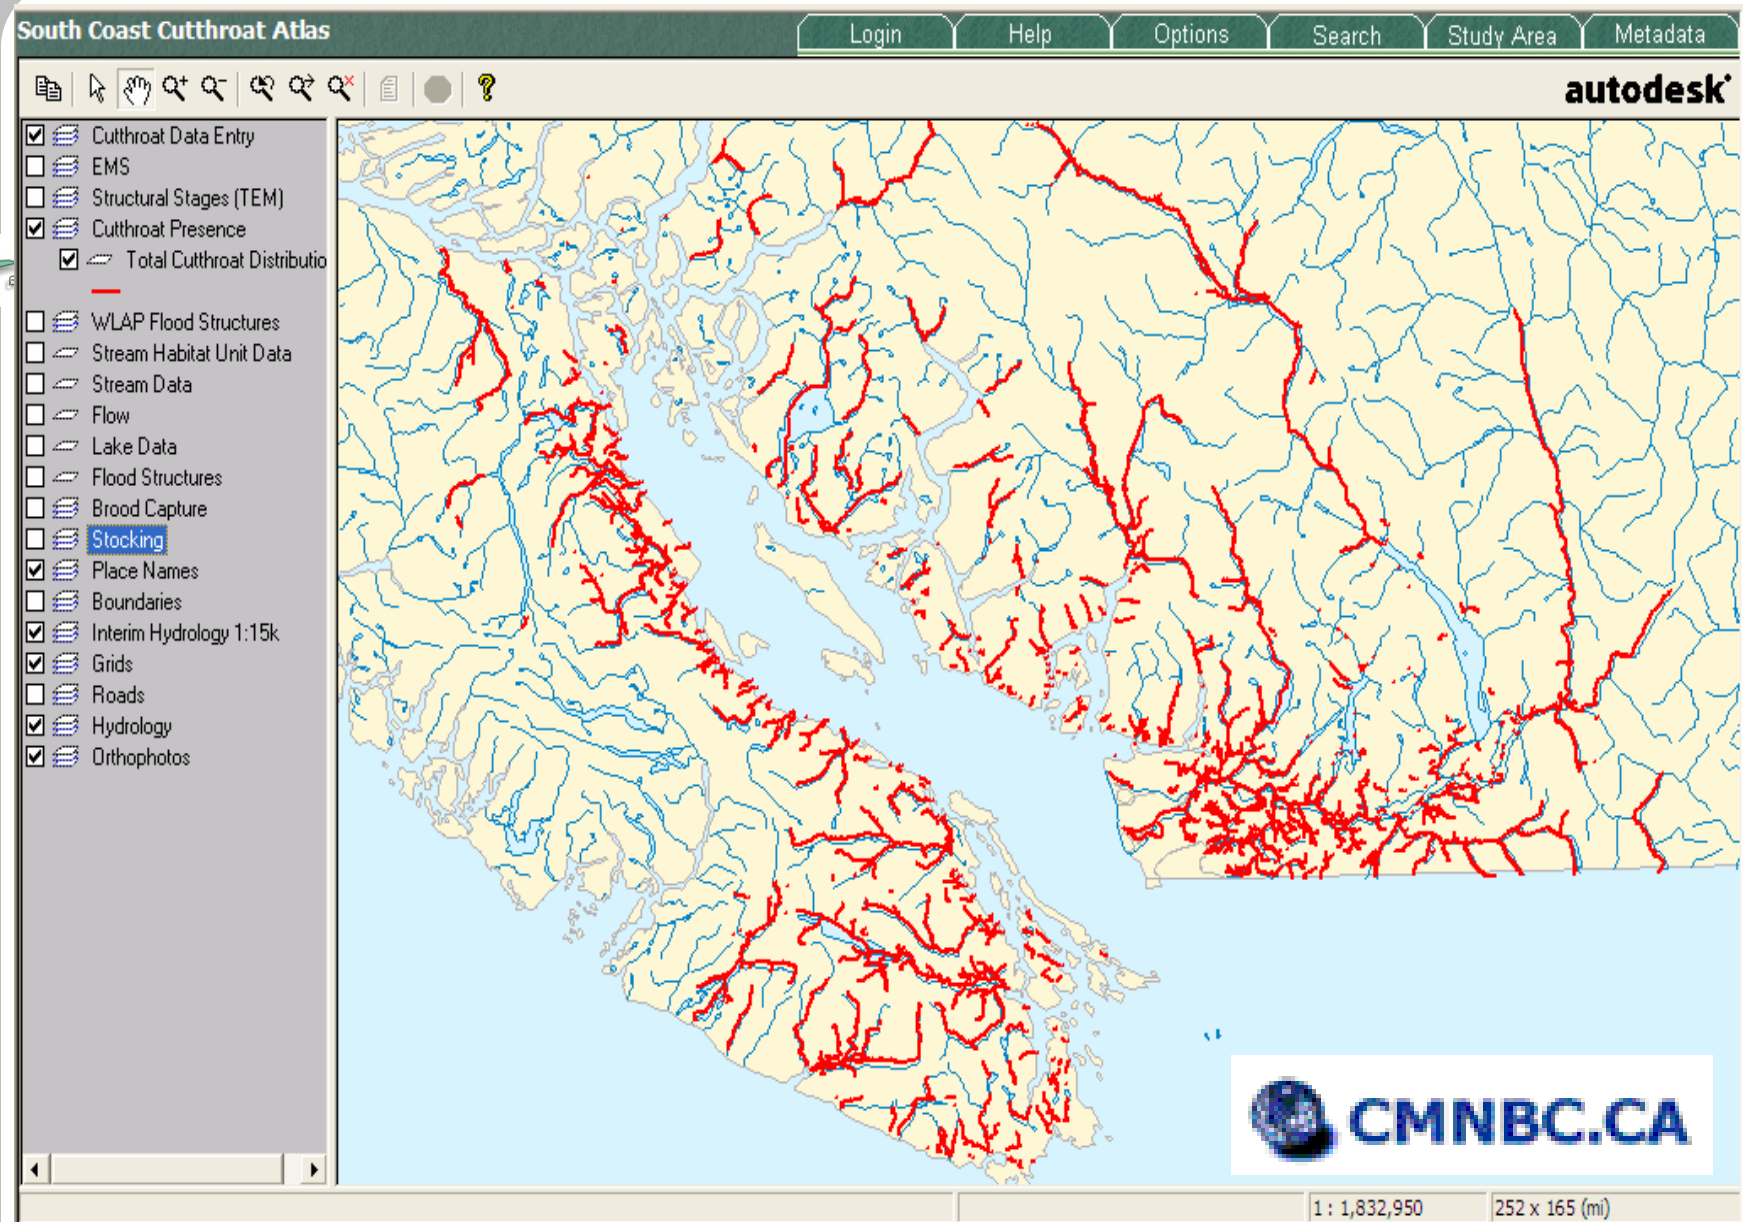 South Coast Cutthroat Atlas
Login
Help
Options
Search
Study Area
Metadata
autodesk
Cutthroat Data Entry
EMS
Structural Stages (TEM)
Cutthroat Presence
Total Cutthroat Distributio
WLAP Flood Structures
Stream Habitat Unit Data
Stream Data
Flow
Lake Data
Flood Structures
Brood Capture
Stocking
Place Names
Boundaries
Interim Hydrology 1:15k
Grids
Roads
Hydrology
Orthophotos
CMNBC.CA
1 : 1,832,950
252 x 165 (mi)